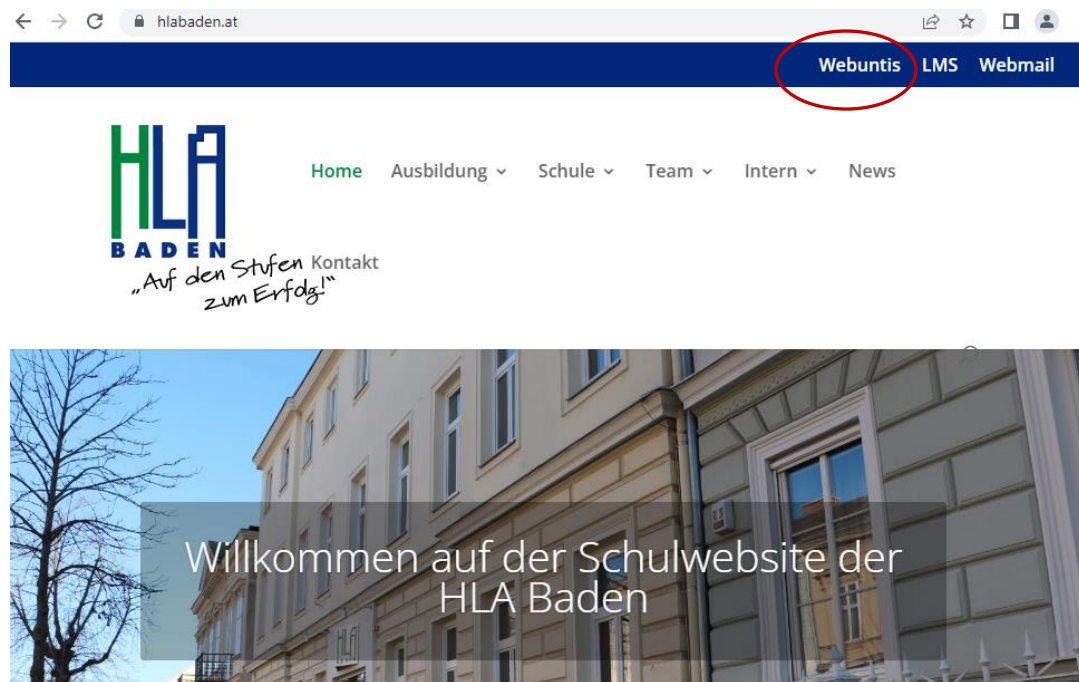 hlabaden.at
Webuntis LMS Webmail
HLA
BADEN
„Auf den Stufen
zum Erfolg!“
Home Ausbildung Schule Team Intern News
Kontakt
Willkommen auf der Schulwebsite der
HLA Baden
HLA